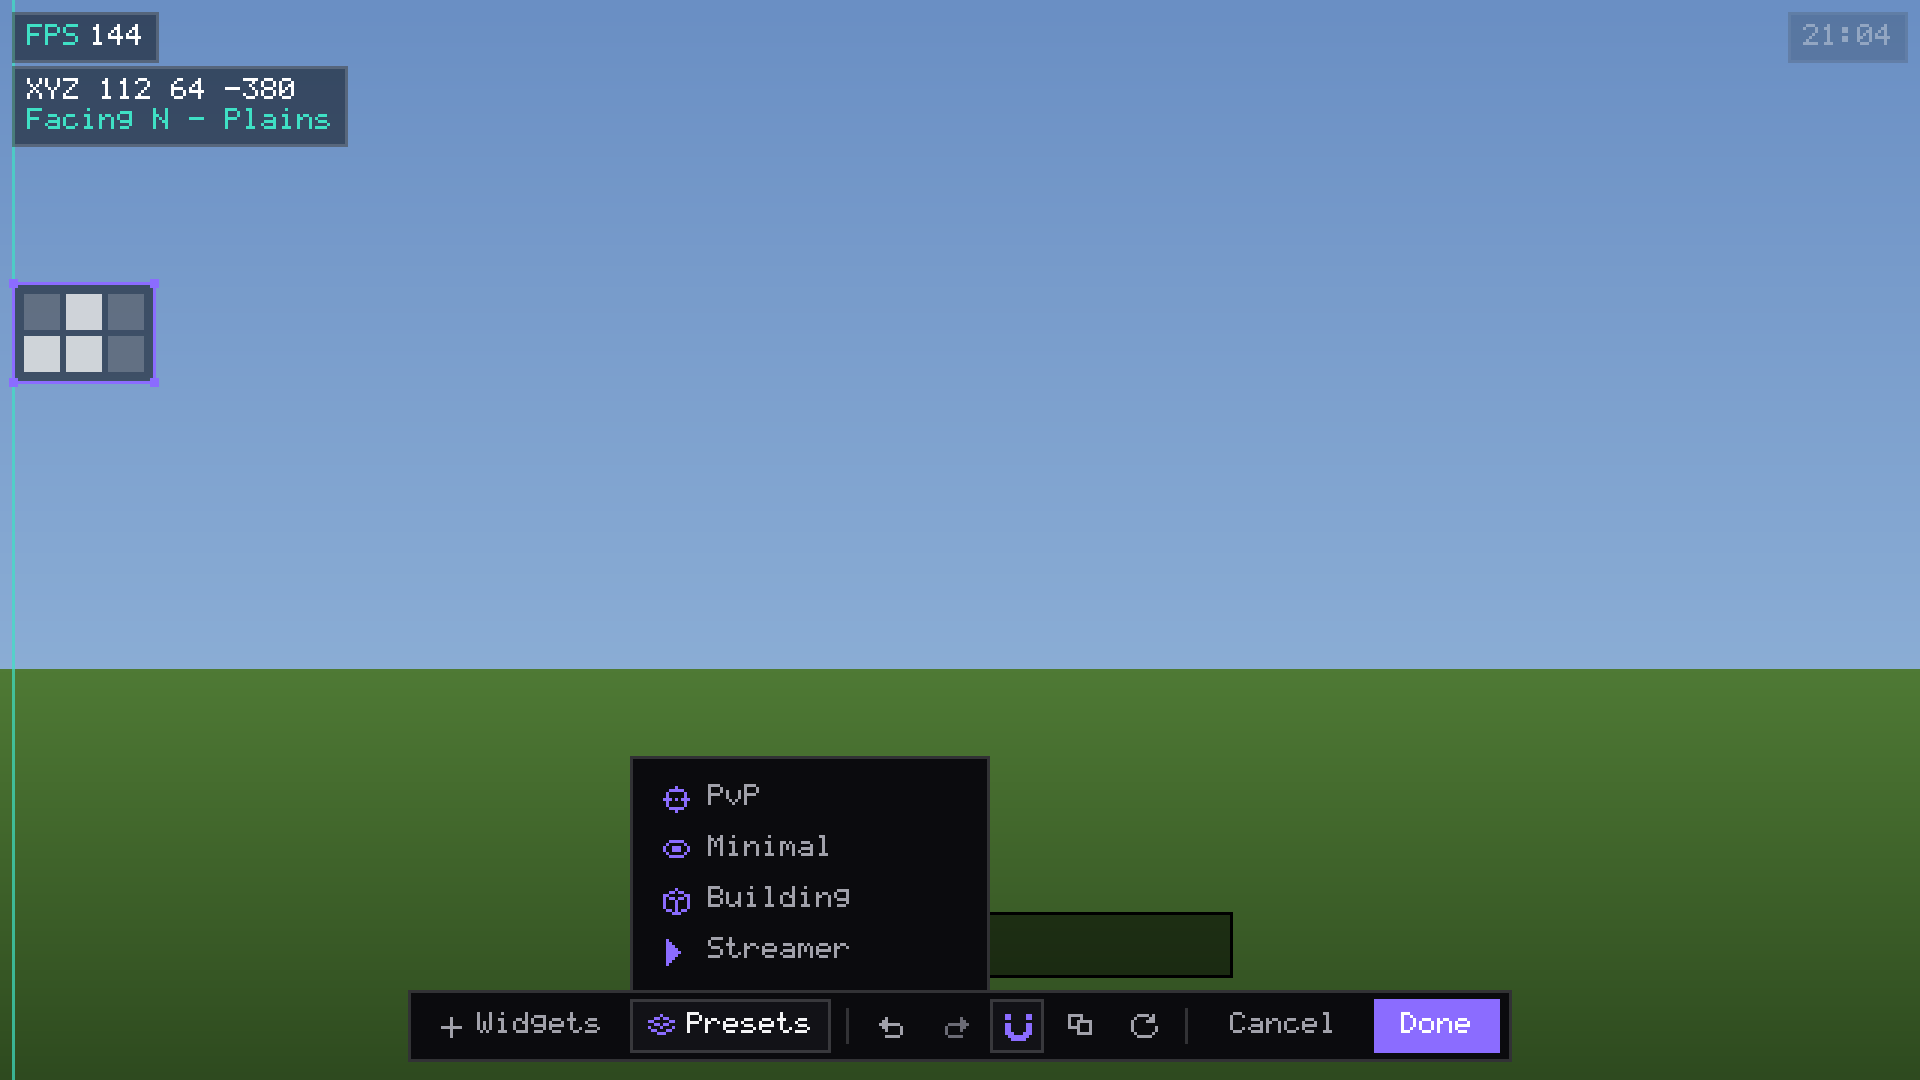 FPS 144
21:04
XYZ 112 64 -380
Facing N - Plains
PvP
Minimal
Building
Streamer
+ Widgets
Presets
Cancel
Done